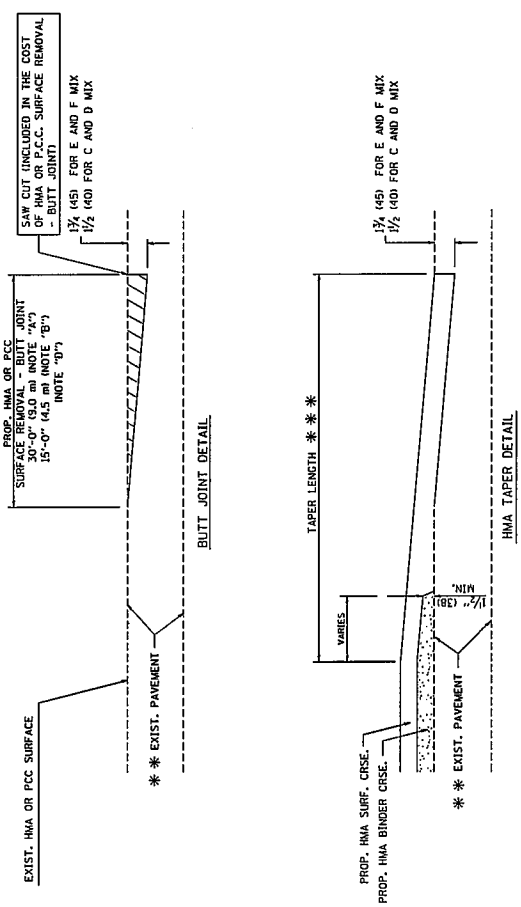 PROP. HMA OR PCC
SURFACE REMOVAL - BUTT JOINT
30'-0" (9.0 m) (NOTE "A")
15'-0" (4.5 m) (NOTE "B")
(NOTE "D")
SAW CUT (INCLUDED IN THE COST
OF HMA OR P.C.C. SURFACE REMOVAL
- BUTT JOINT)
1¾ (45) FOR E AND F MIX
1½ (40) FOR C AND D MIX
EXIST. HMA OR PCC SURFACE
** EXIST. PAVEMENT
BUTT JOINT DETAIL
TAPER LENGTH ***
1¾ (45) FOR E AND F MIX
1½ (40) FOR C AND D MIX
VARIES
PROP. HMA SURF. CRSE.
PROP. HMA BINDER CRSE.
** EXIST. PAVEMENT
1½" (38)
MIN.
HMA TAPER DETAIL